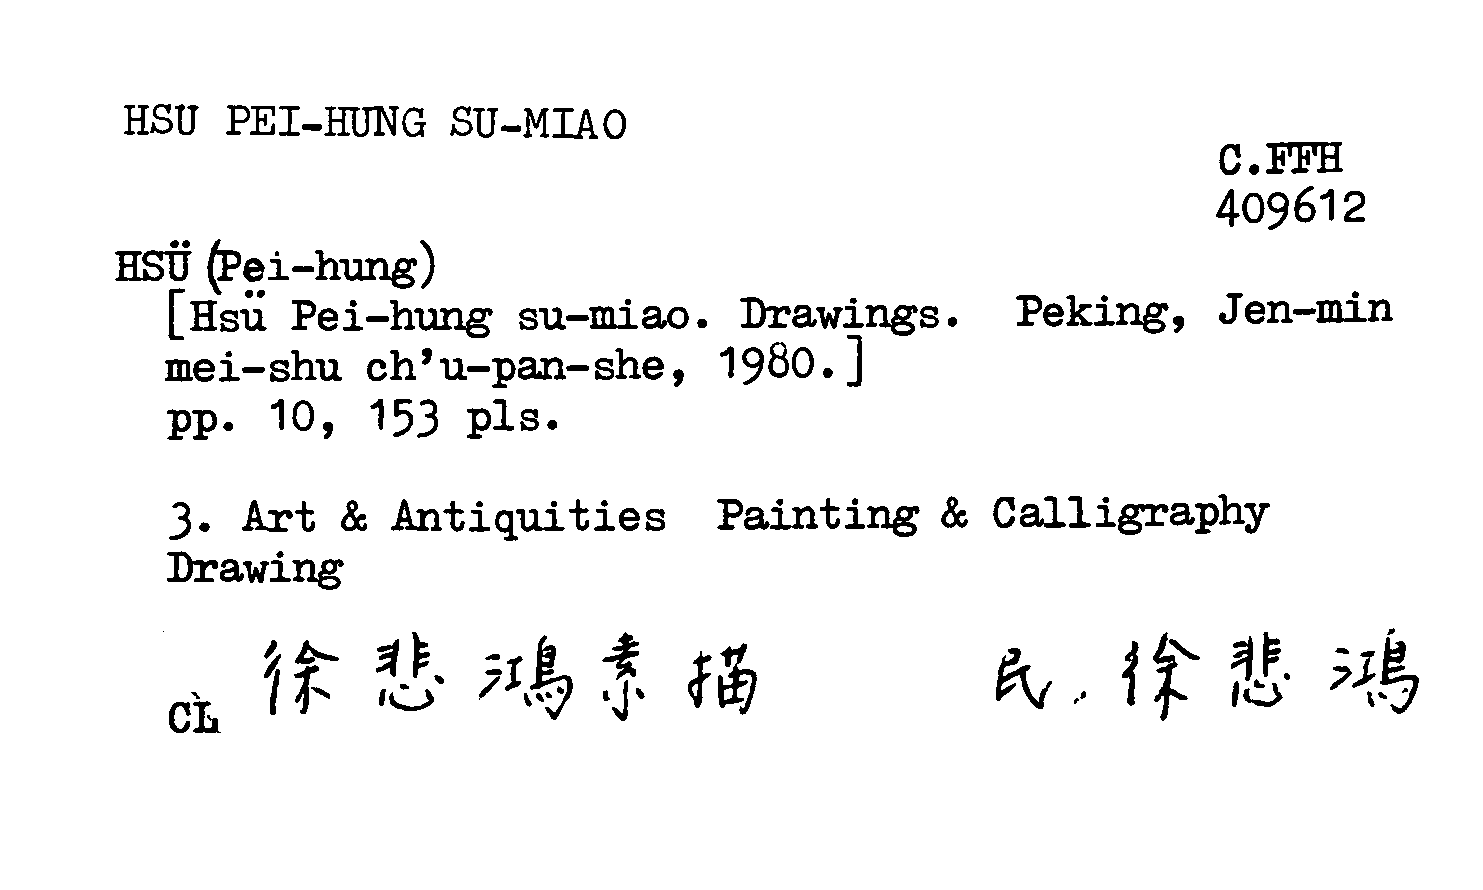 HSU PEI-HUNG SU-MIAO
C.FFH
409612
HSÜ (Pei-hung)
[Hsü Pei-hung su-miao. Drawings. Peking, Jen-min
mei-shu ch'u-pan-she, 1980.]
pp. 10, 153 pls.
3. Art & Antiquities Painting & Calligraphy
Drawing
徐悲鴻素描 民. 徐悲鴻
CL